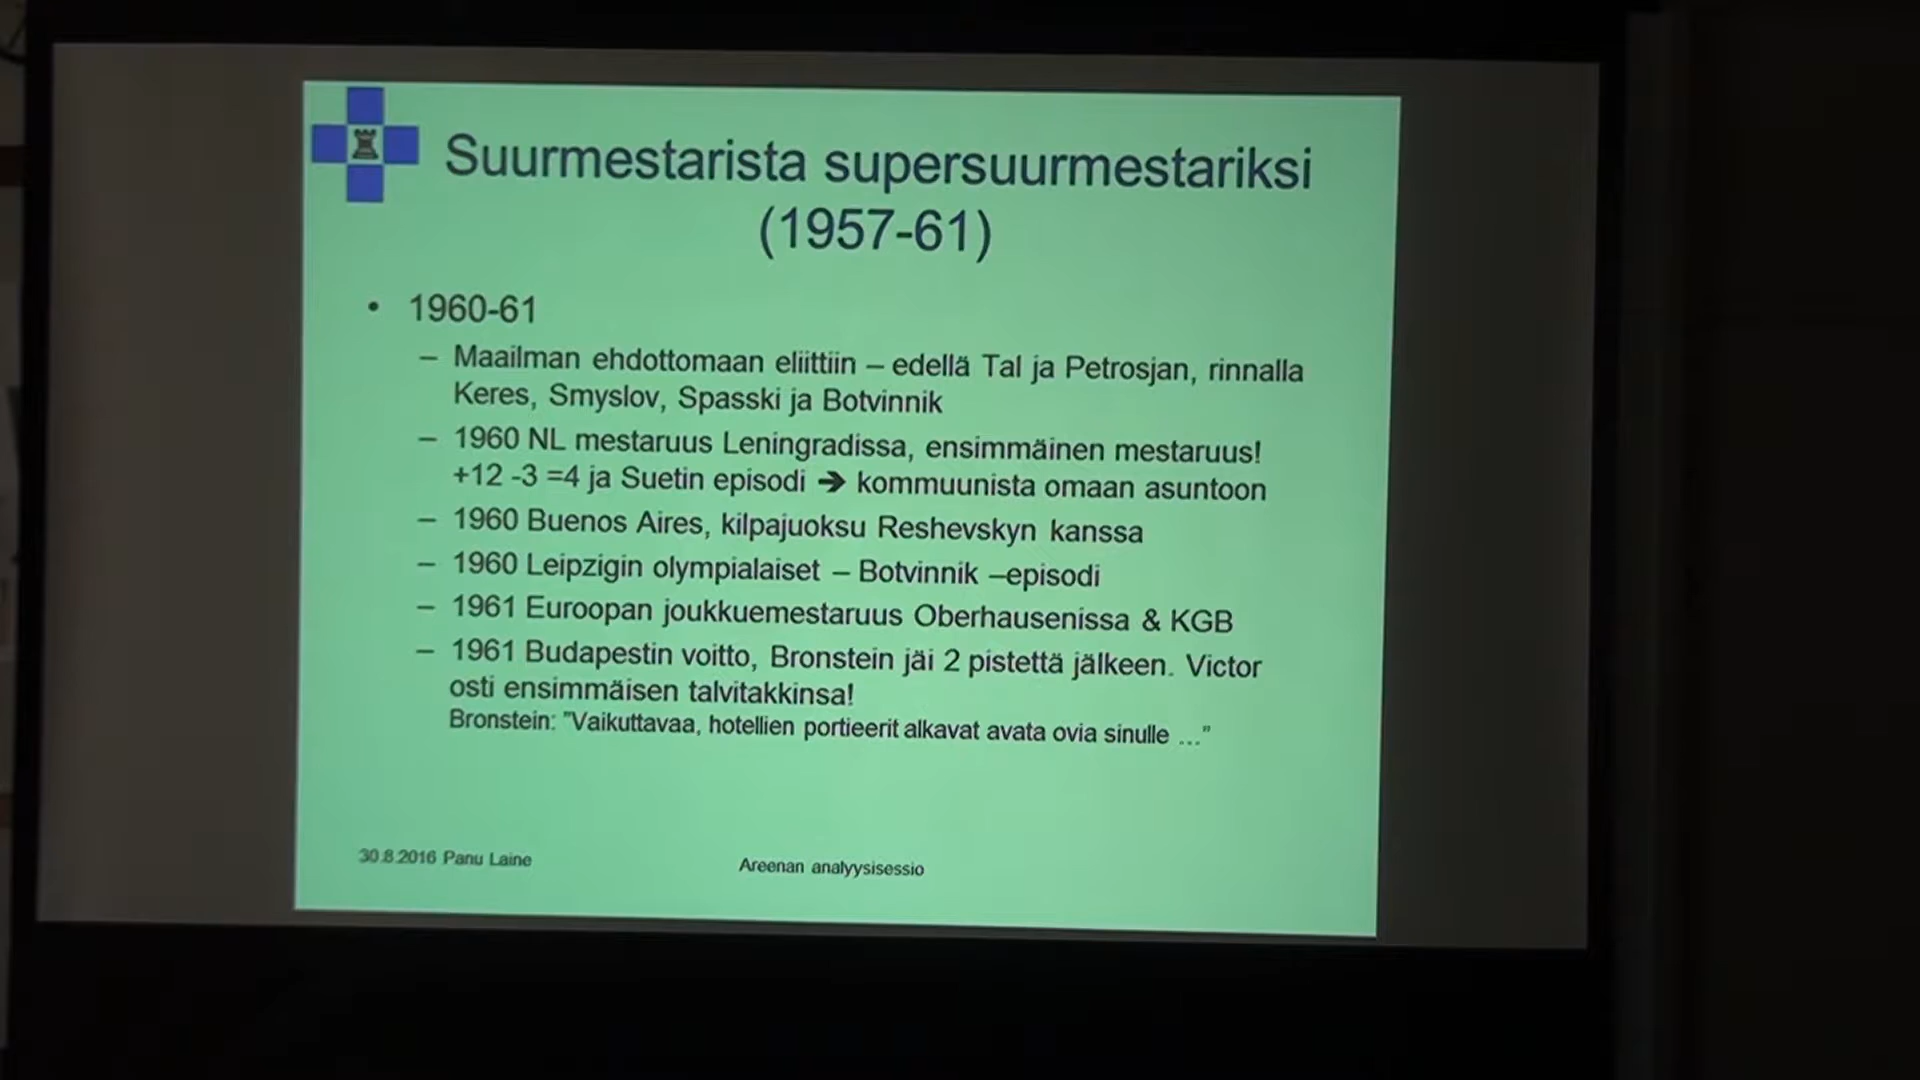 Suurmestarista supersuurmestariksi
(1957-61)
• 1960-61
– Maailman ehdottomaan eliittiin – edellä Tal ja Petrosjan, rinnalla
Keres, Smyslov, Spasski ja Botvinnik
– 1960 NL mestaruus Leningradissa, ensimmäinen mestaruus!
+12 -3 =4 ja Suetin episodi ➔ kommuunista omaan asuntoon
– 1960 Buenos Aires, kilpajuoksu Reshevskyn kanssa
– 1960 Leipzigin olympialaiset – Botvinnik –episodi
– 1961 Euroopan joukkuemestaruus Oberhausenissa & KGB
– 1961 Budapestin voitto, Bronstein jäi 2 pistettä jälkeen. Victor
osti ensimmäisen talvitakkinsa!
Bronstein: ”Vaikuttavaa, hotellien portieerit alkavat avata ovia sinulle ...”
30.8.2016 Panu Laine
Areenan analyysisessio